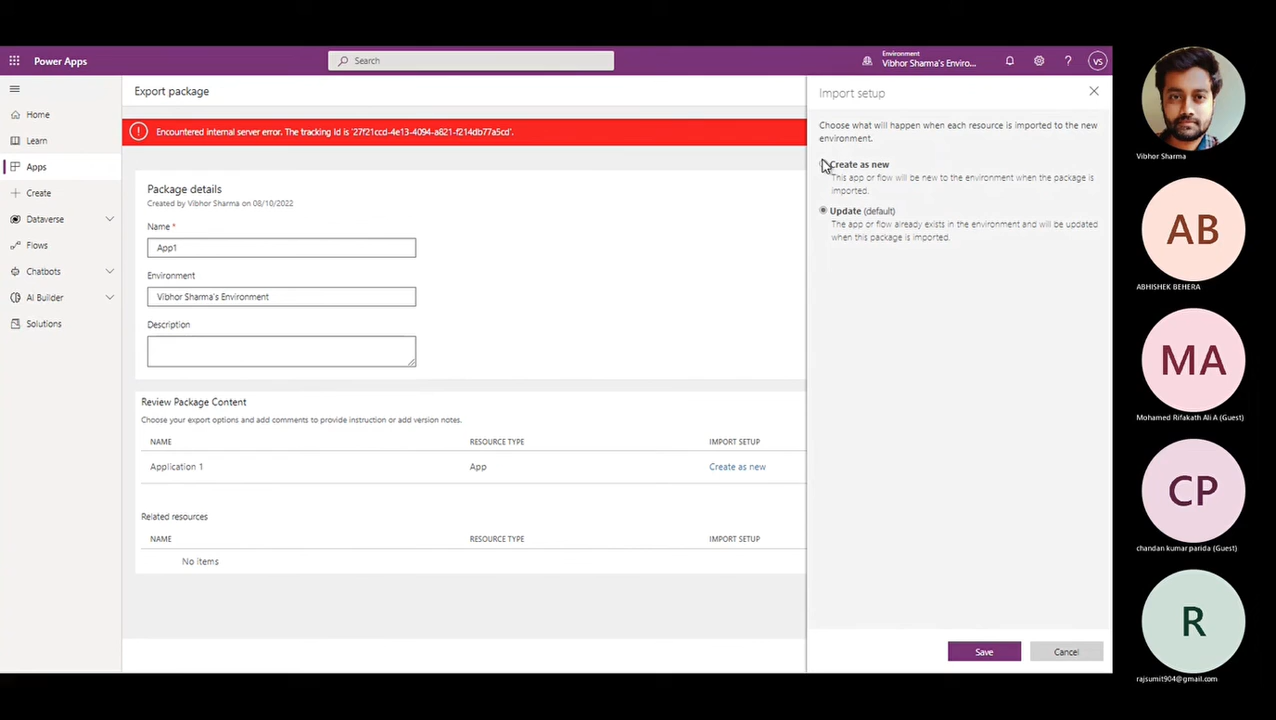 Power Apps
Search
Environment
Vibhor Sharma's Enviro...
?
VS
Home
Learn
Apps
Create
Dataverse
Flows
Chatbots
AI Builder
Solutions
Export package
Encountered internal server error. The tracking Id is '27f21ccd-4e13-4094-a821-f214db77a5cd'.
Package details
Created by Vibhor Sharma on 08/10/2022
Name *
App1
Environment
Vibhor Sharma's Environment
Description
Review Package Content
Choose your export options and add comments to provide instruction or add version notes.
NAME RESOURCE TYPE IMPORT SETUP
Application 1 App Create as new
Related resources
NAME RESOURCE TYPE IMPORT SETUP
No items
Import setup
Choose what will happen when each resource is imported to the new
environment.
Create as new
This app or flow will be new to the environment when the package is
imported.
Update (default)
The app or flow already exists in the environment and will be updated
when this package is imported.
Save
Cancel
Vibhor Sharma
AB
ABHISHEK BEHERA
MA
Mohamed Rifakath Ali A (Guest)
CP
chandan kumar parida (Guest)
R
rajsumit904@gmail.com